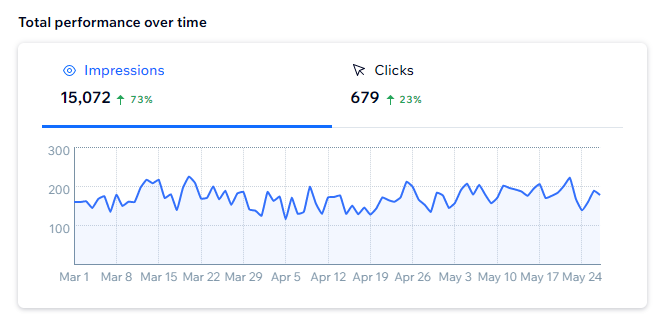 Total performance over time
Impressions
15,072 ↑ 73%
Clicks
679 ↑ 23%
300
200
100
Mar 1 Mar 8 Mar 15 Mar 22 Mar 29 Apr 5 Apr 12 Apr 19 Apr 26 May 3 May 10 May 17 May 24